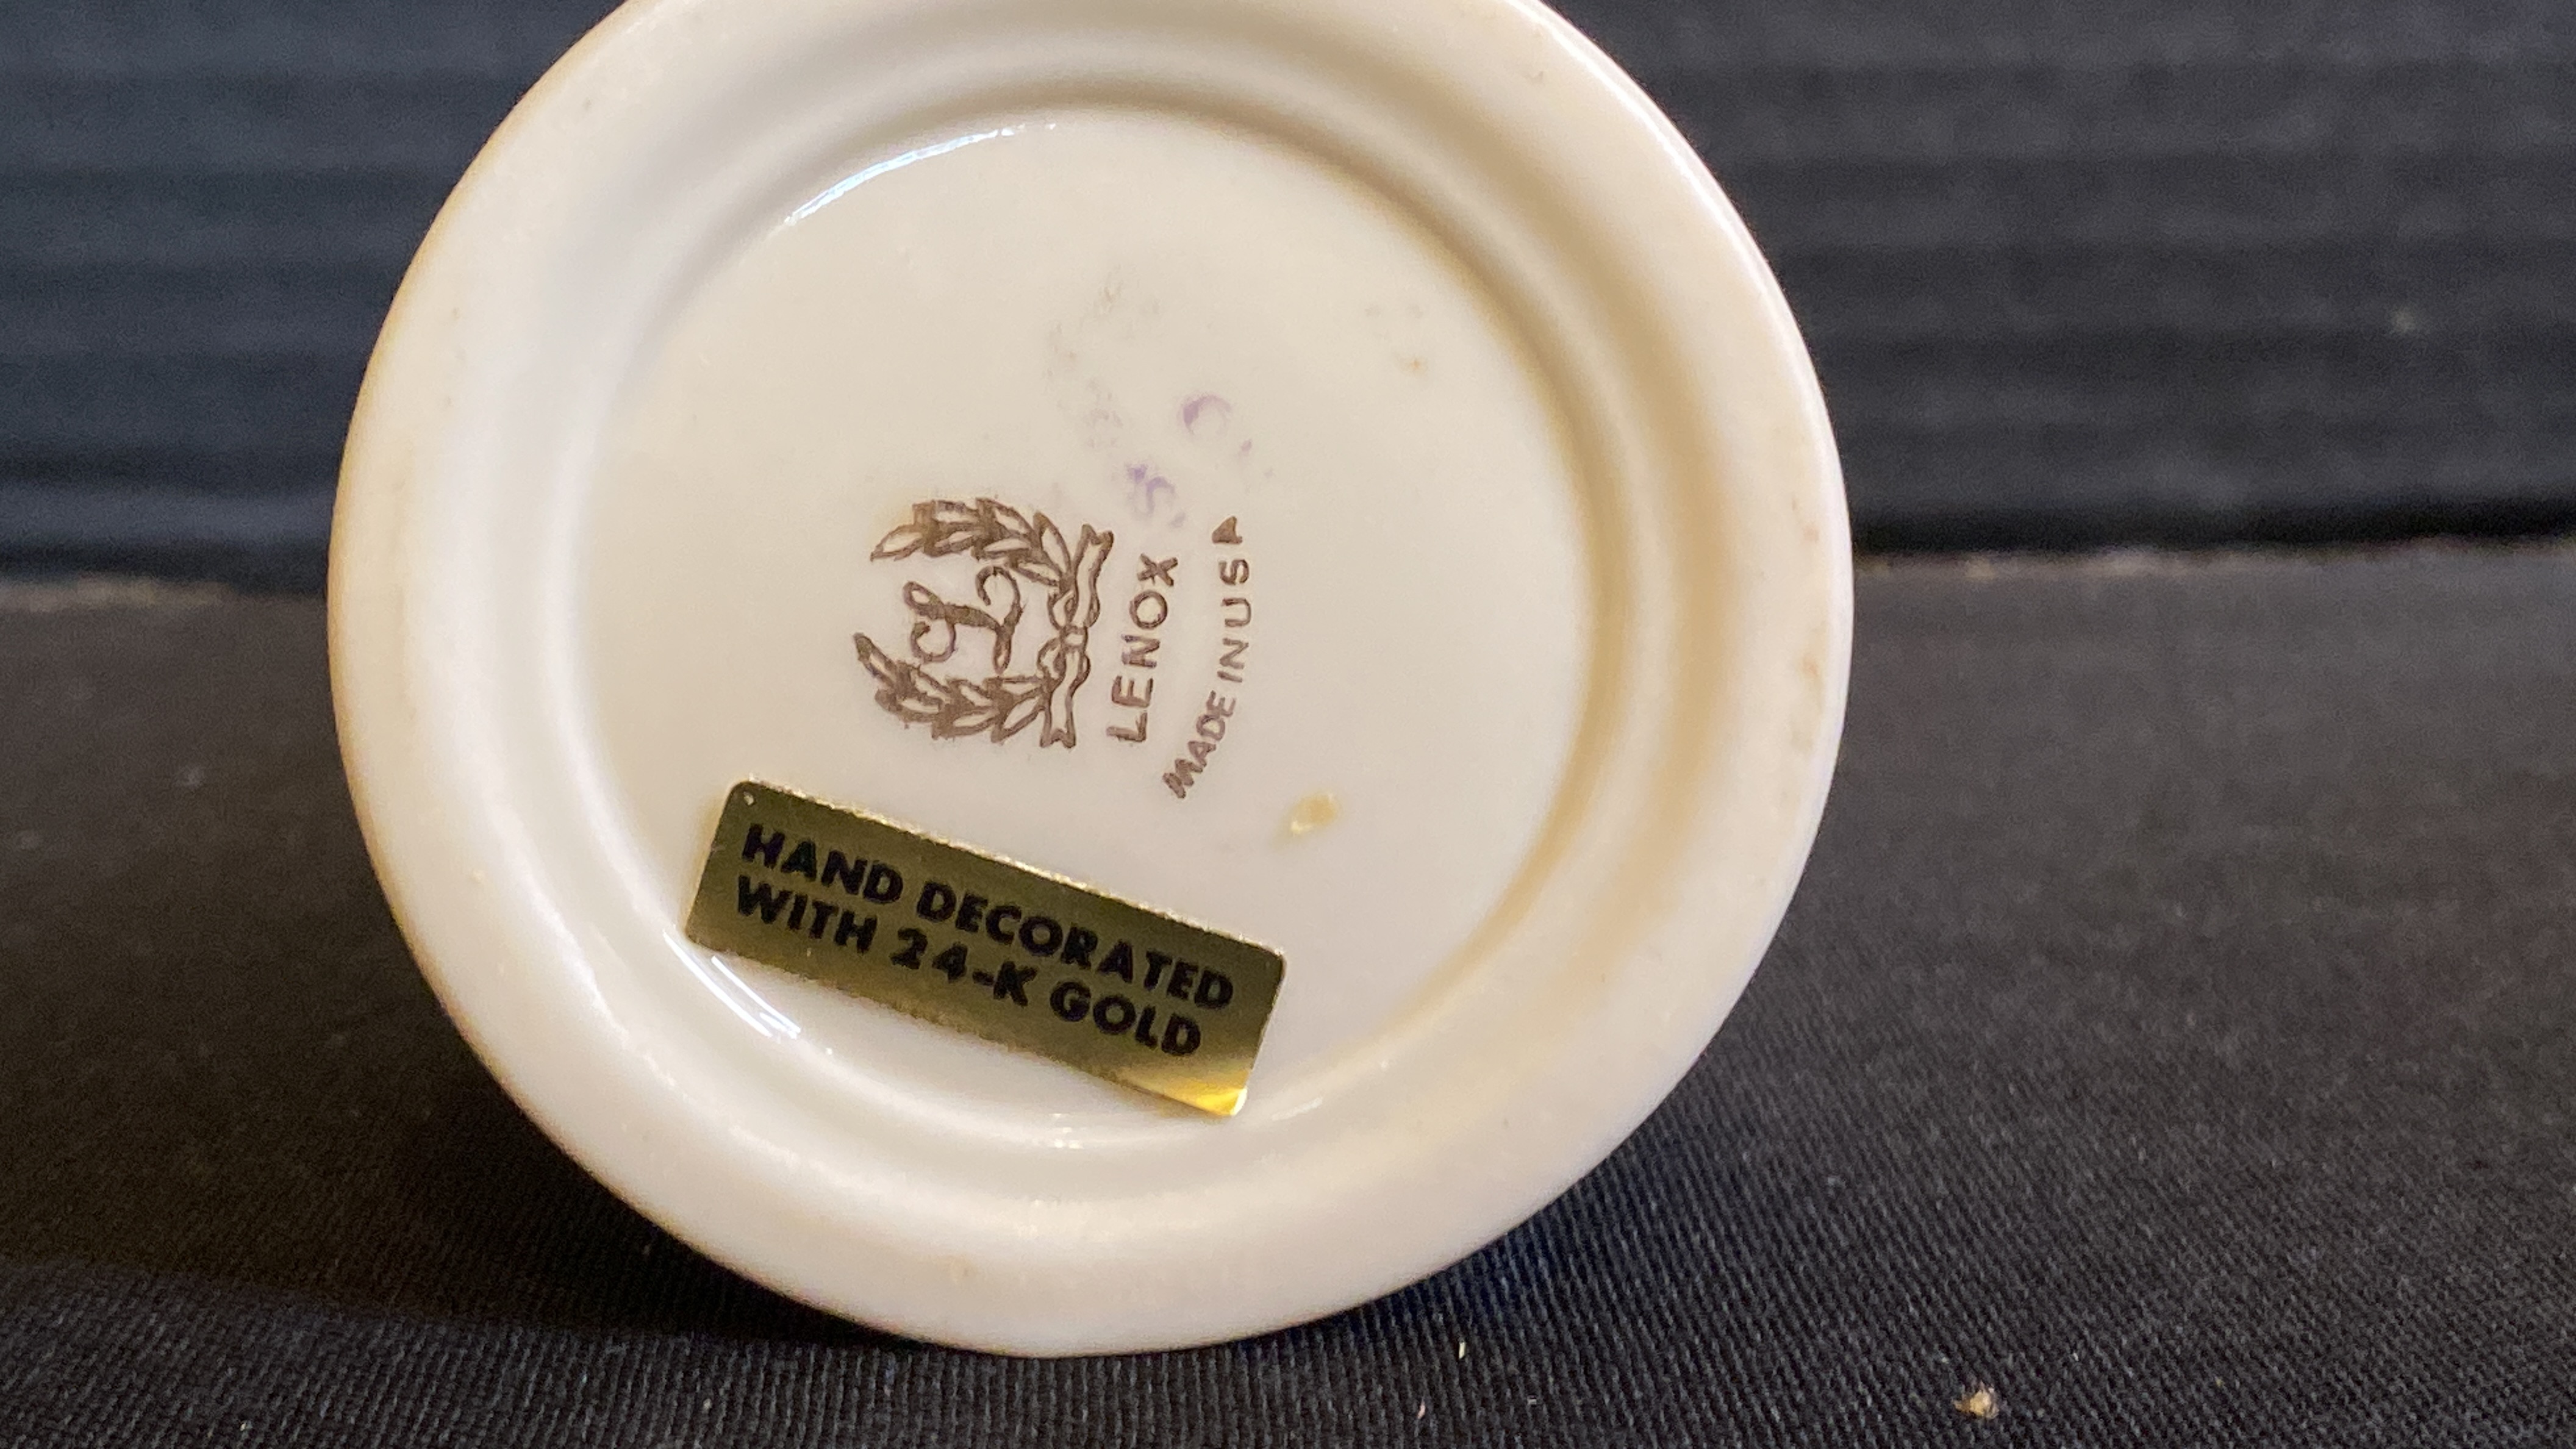 L
LENOX
MADE IN USA
HAND DECORATED
WITH 24-K GOLD